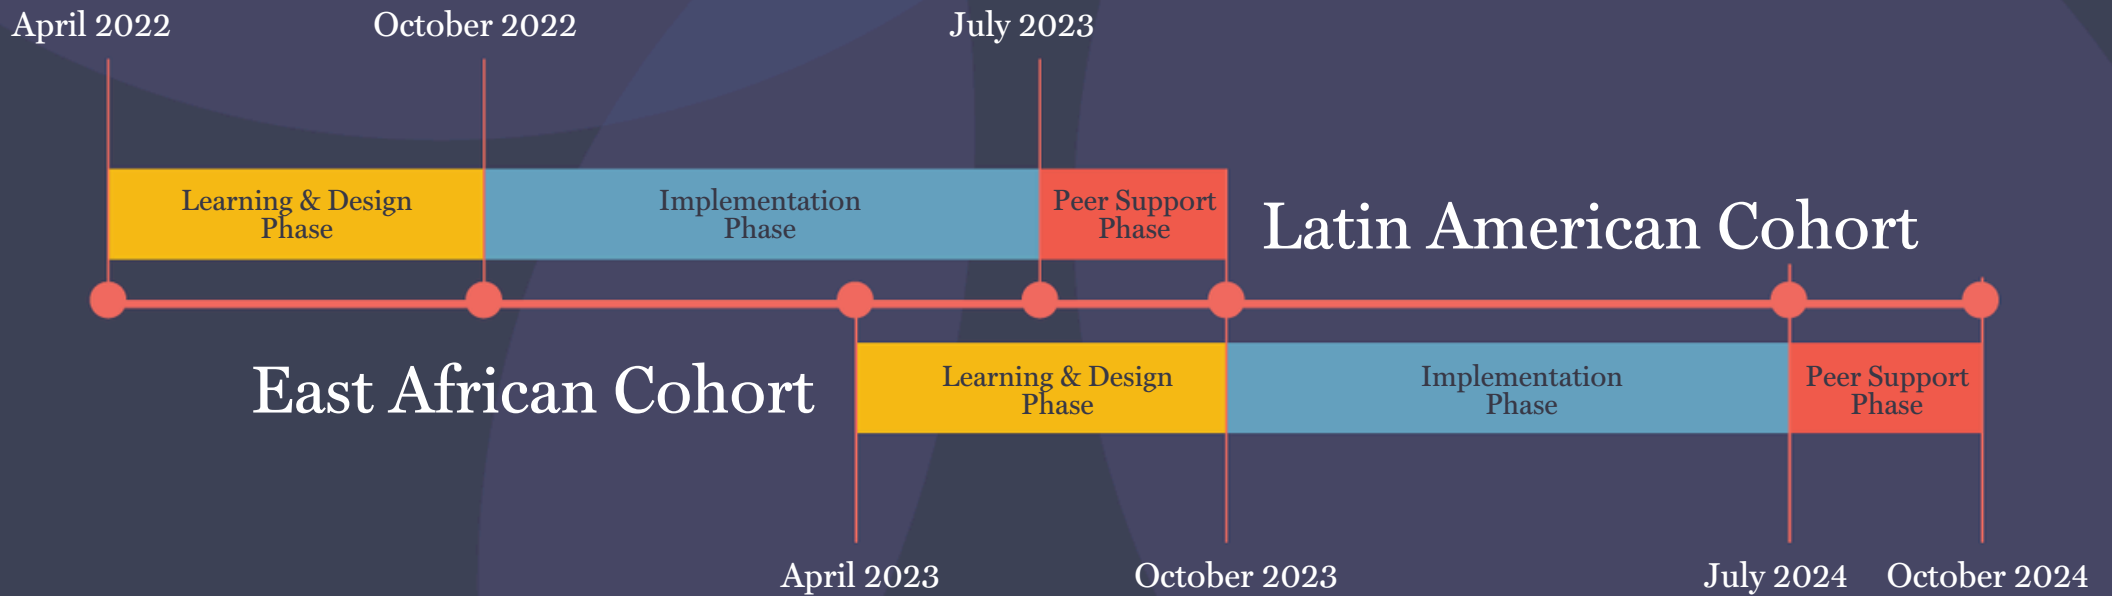 April 2022
October 2022
July 2023
Learning & Design
Phase
Implementation
Phase
Peer Support
Phase
Latin American Cohort
East African Cohort
Learning & Design
Phase
Implementation
Phase
Peer Support
Phase
April 2023
October 2023
July 2024
October 2024